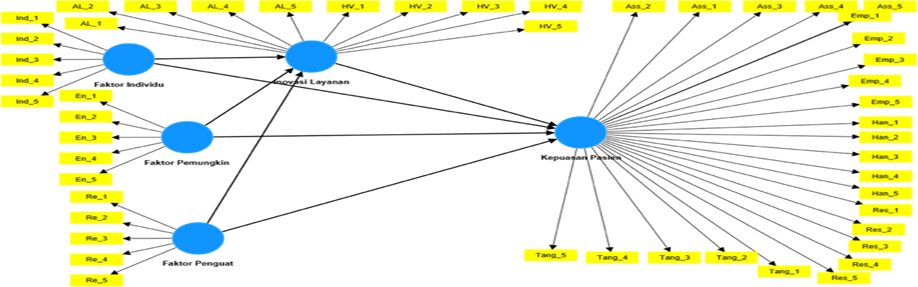 AL_2
AL_3
AL_4
AL_5
HV_1
HV_2
HV_3
HV_4
Ass_2
Ass_1
Ass_3
Ass_4
Ass_5
Ind_1
AL_1
Emp_1
HV_5
Ind_2
Emp_2
Ind_3
Emp_3
Ind_4
Inovasi Layanan
Emp_4
Faktor Individu
Ind_5
En_1
Emp_5
En_2
Han_1
En_3
Han_2
En_4
Faktor Pemungkin
Kepuasan Pasien
Han_3
En_5
Han_4
Re_1
Han_5
Re_2
Res_1
Re_3
Res_2
Re_4
Faktor Penguat
Res_3
Tang_5
Tang_4
Tang_3
Tang_2
Res_4
Re_5
Tang_1
Res_5